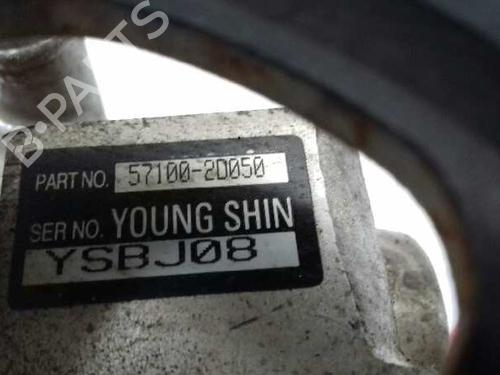 B-PARTS
PART NO. 57100-2D050
SER NO. YOUNG SHIN
YSBJ08